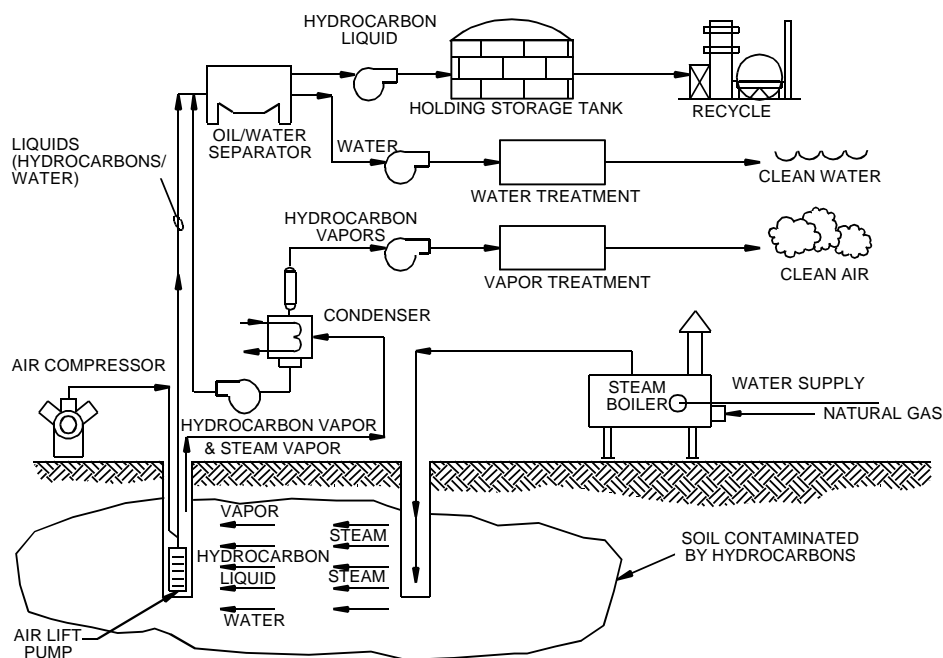 HYDROCARBON
LIQUID
HOLDING STORAGE TANK
RECYCLE
OIL/WATER
SEPARATOR
LIQUIDS
(HYDROCARBONS/
WATER)
WATER
WATER TREATMENT
CLEAN WATER
HYDROCARBON
VAPORS
VAPOR TREATMENT
CLEAN AIR
CONDENSER
AIR COMPRESSOR
STEAM
BOILER
WATER SUPPLY
NATURAL GAS
HYDROCARBON VAPOR
& STEAM VAPOR
VAPOR
HYDROCARBON
LIQUID
WATER
STEAM
STEAM
SOIL CONTAMINATED
BY HYDROCARBONS
AIR LIFT
PUMP